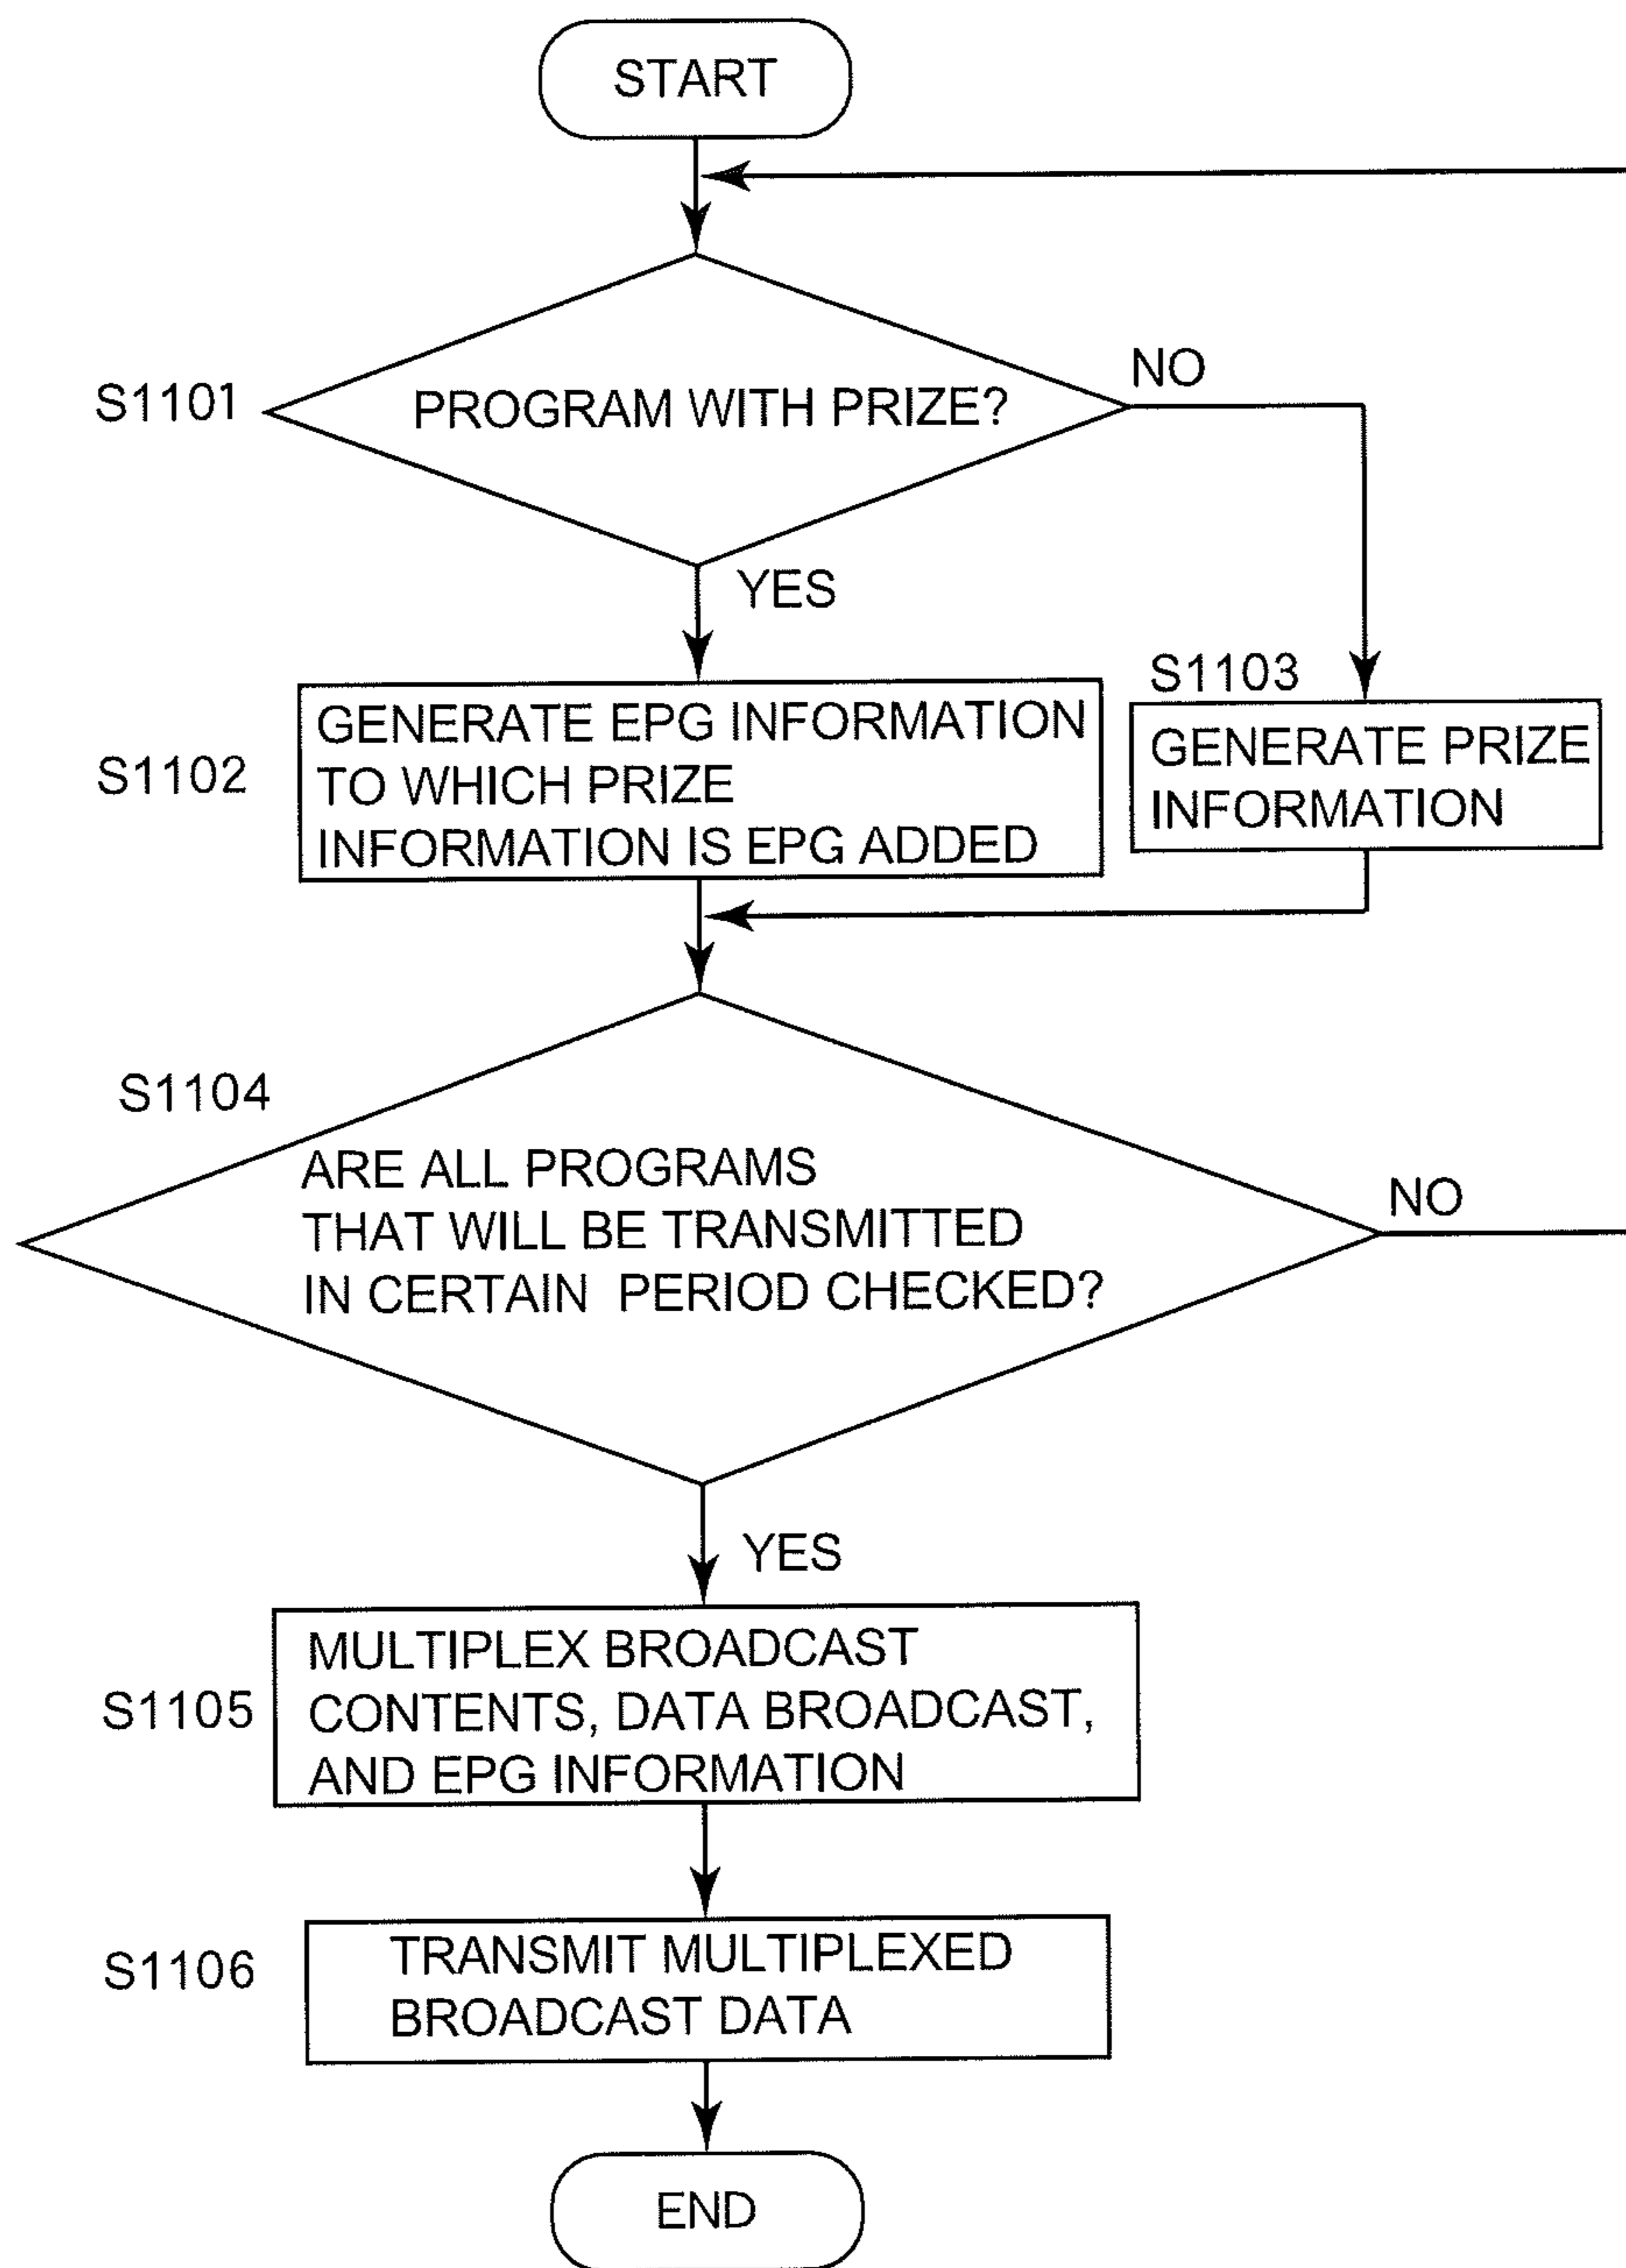 START
S1101
PROGRAM WITH PRIZE?
NO
YES
S1102
GENERATE EPG INFORMATION
TO WHICH PRIZE
INFORMATION IS EPG ADDED
S1103
GENERATE PRIZE
INFORMATION
S1104
ARE ALL PROGRAMS
THAT WILL BE TRANSMITTED
IN CERTAIN PERIOD CHECKED?
NO
YES
S1105
MULTIPLEX BROADCAST
CONTENTS, DATA BROADCAST,
AND EPG INFORMATION
S1106
TRANSMIT MULTIPLEXED
BROADCAST DATA
END